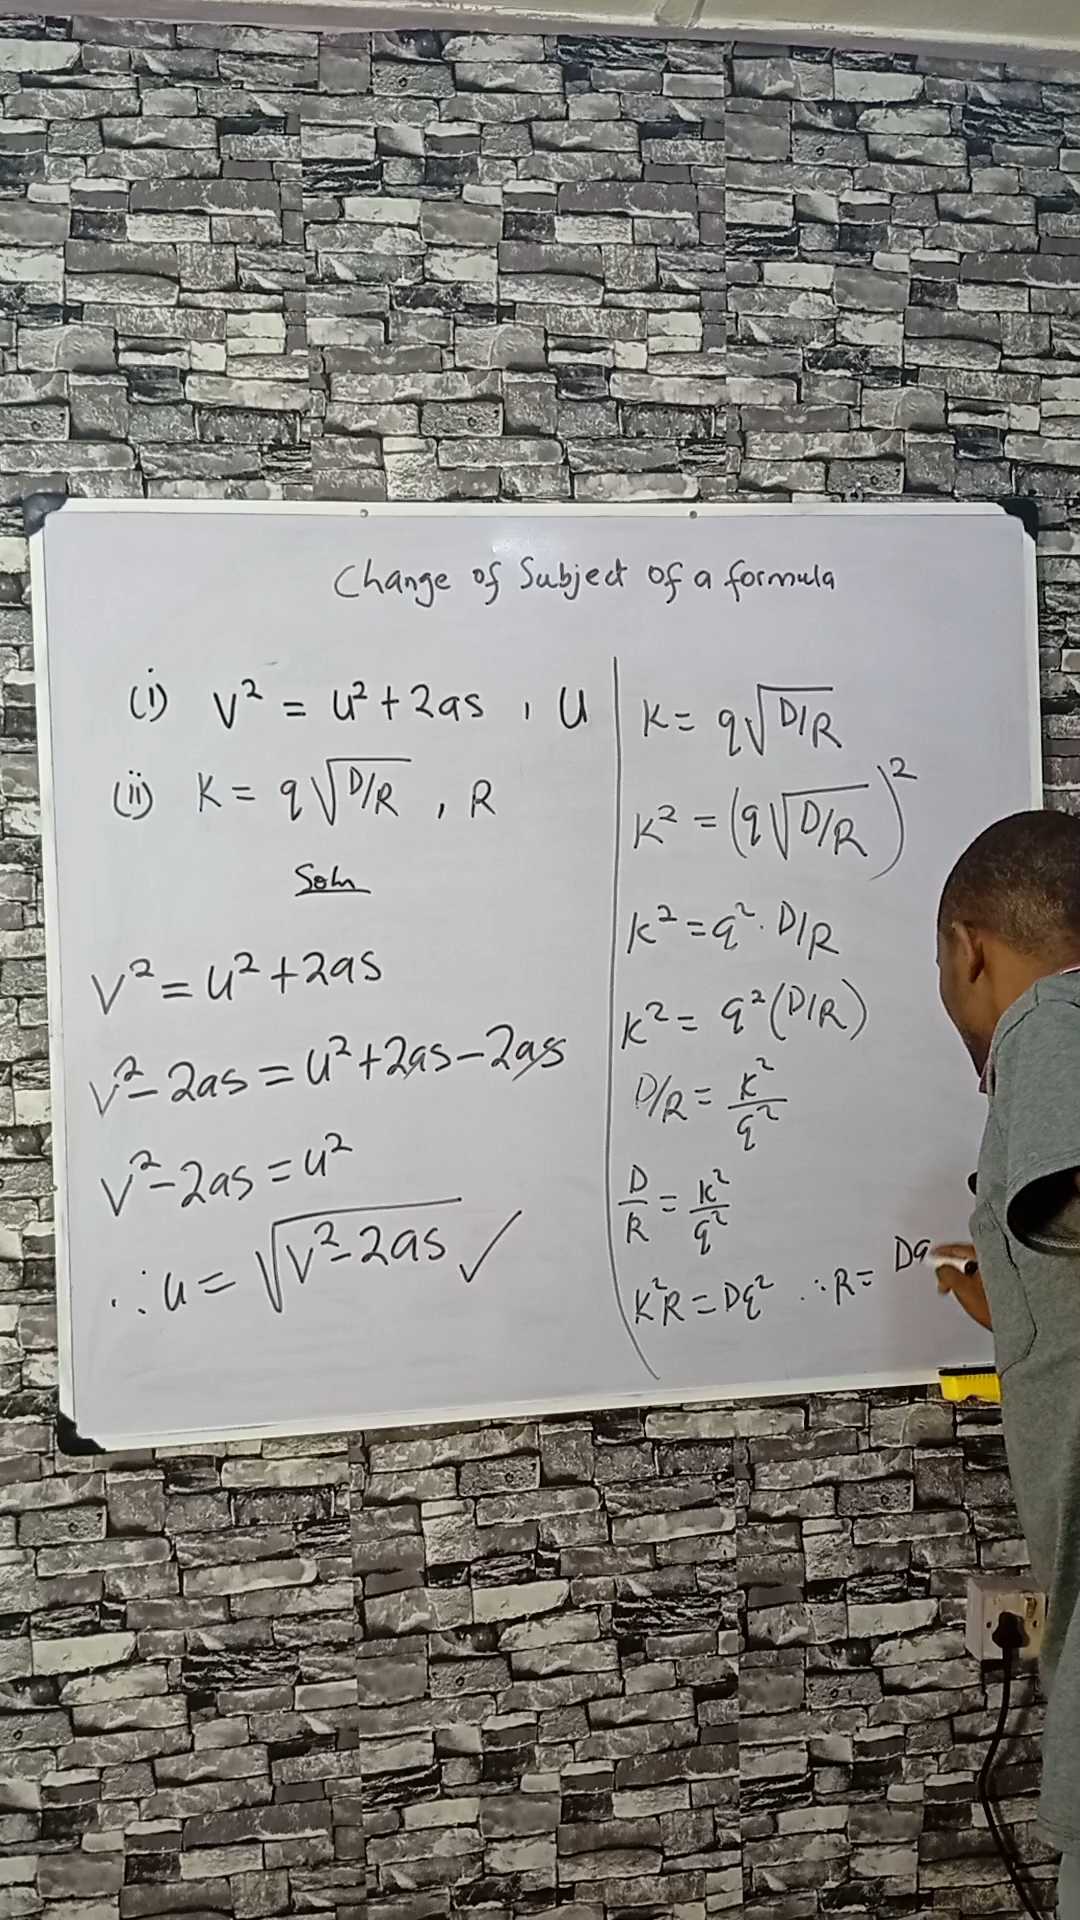 Change of Subject of a formula
(i) V² = U² + 2as , U
(ii) K = q√D/R , R
Soln
V² = U² + 2as
V² - 2as = U² + 2as - 2as
V² - 2as = U²
∴ u = √V² - 2as ✓
K = q√D/R
K² = (q√D/R)²
K² = q² · D/R
K² = q²(D/R)
D/R = K²/q²
D/R = K²/q²
K²R = Dq² ∴ R = Dq